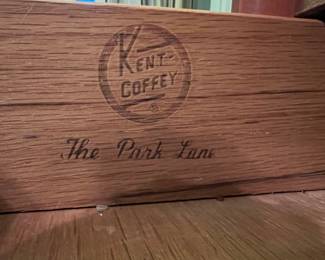 KENT-
COFFEY
The Park Lane